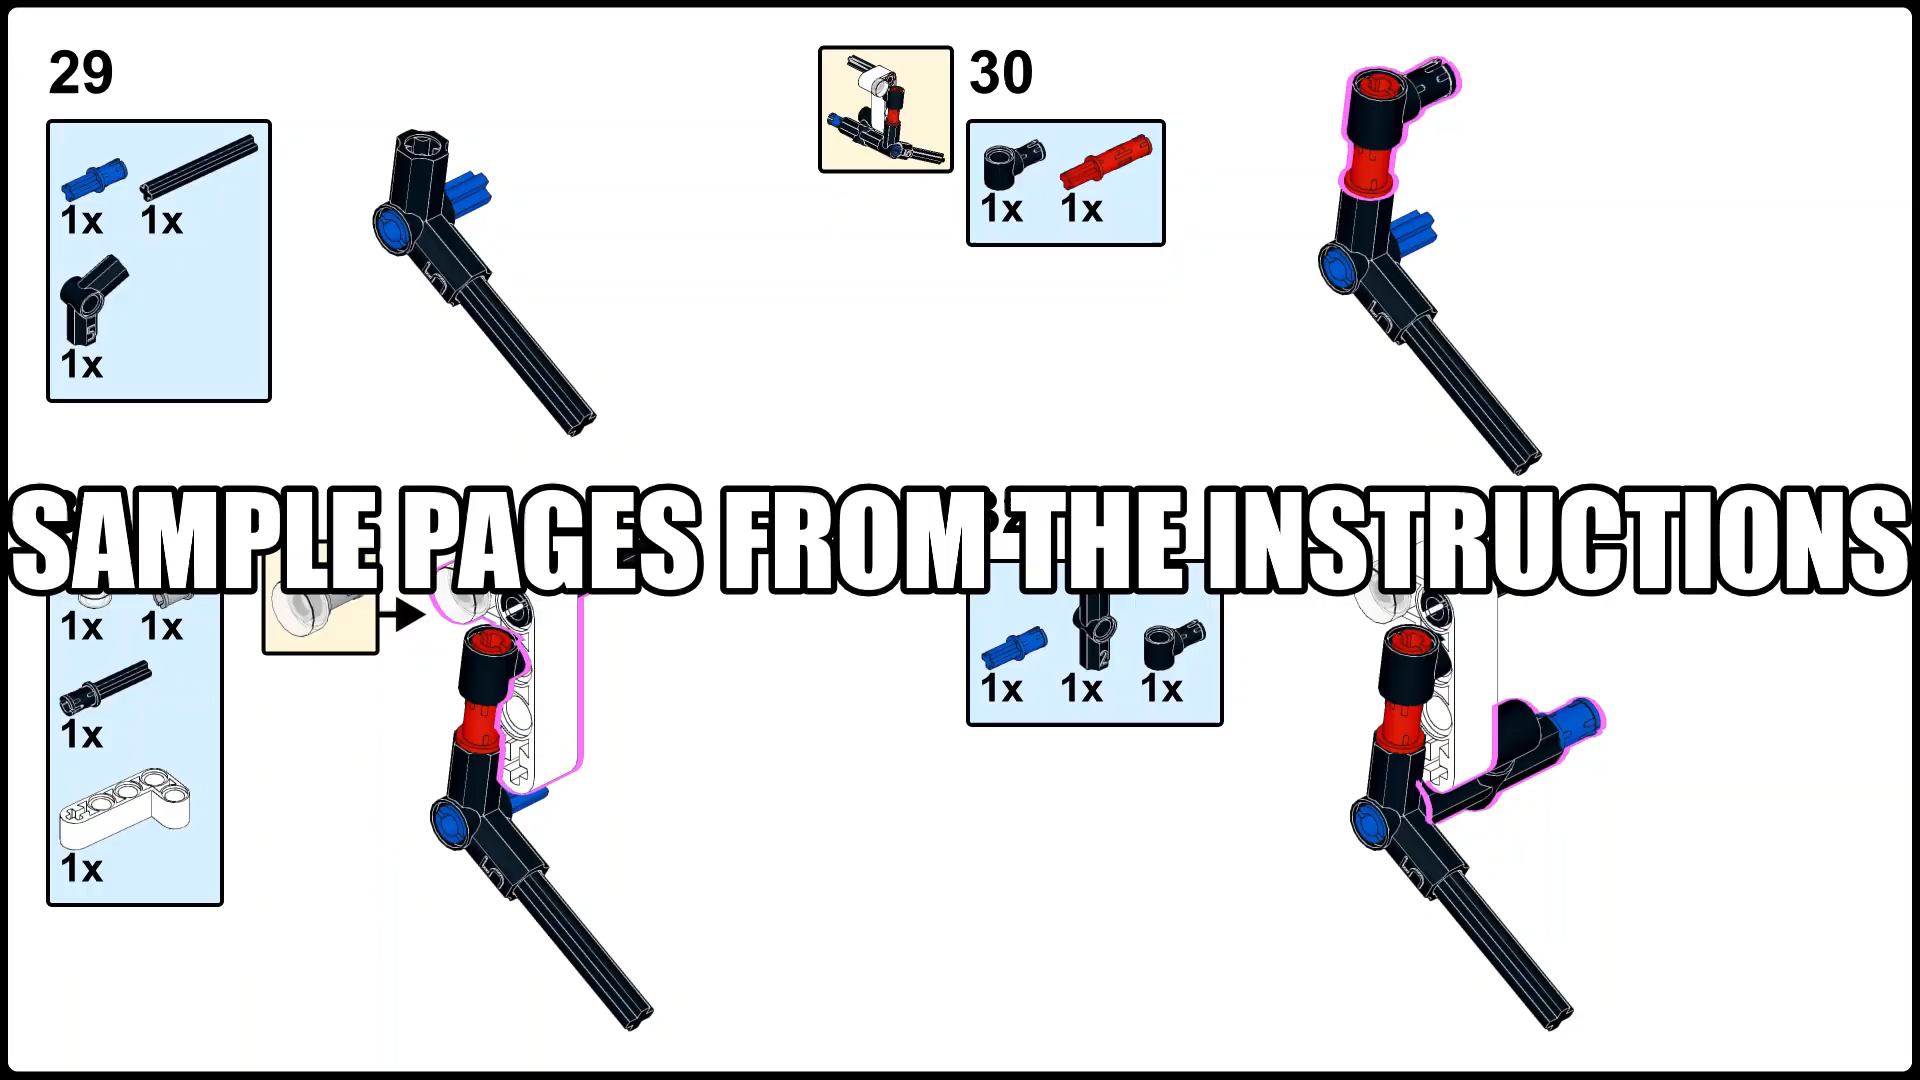 29
1x 1x
1x
30
1x 1x
SAMPLE PAGES FROM THE INSTRUCTIONS
1x 1x
1x
1x
1x 1x 1x